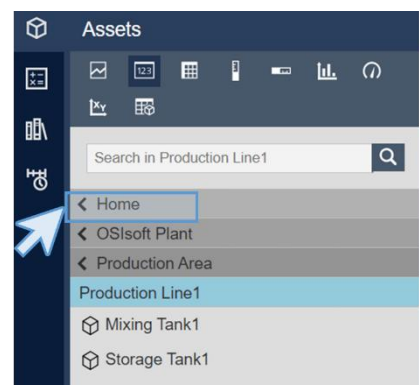 Assets
123
Search in Production Line1
Home
OSIsoft Plant
Production Area
Production Line1
Mixing Tank1
Storage Tank1